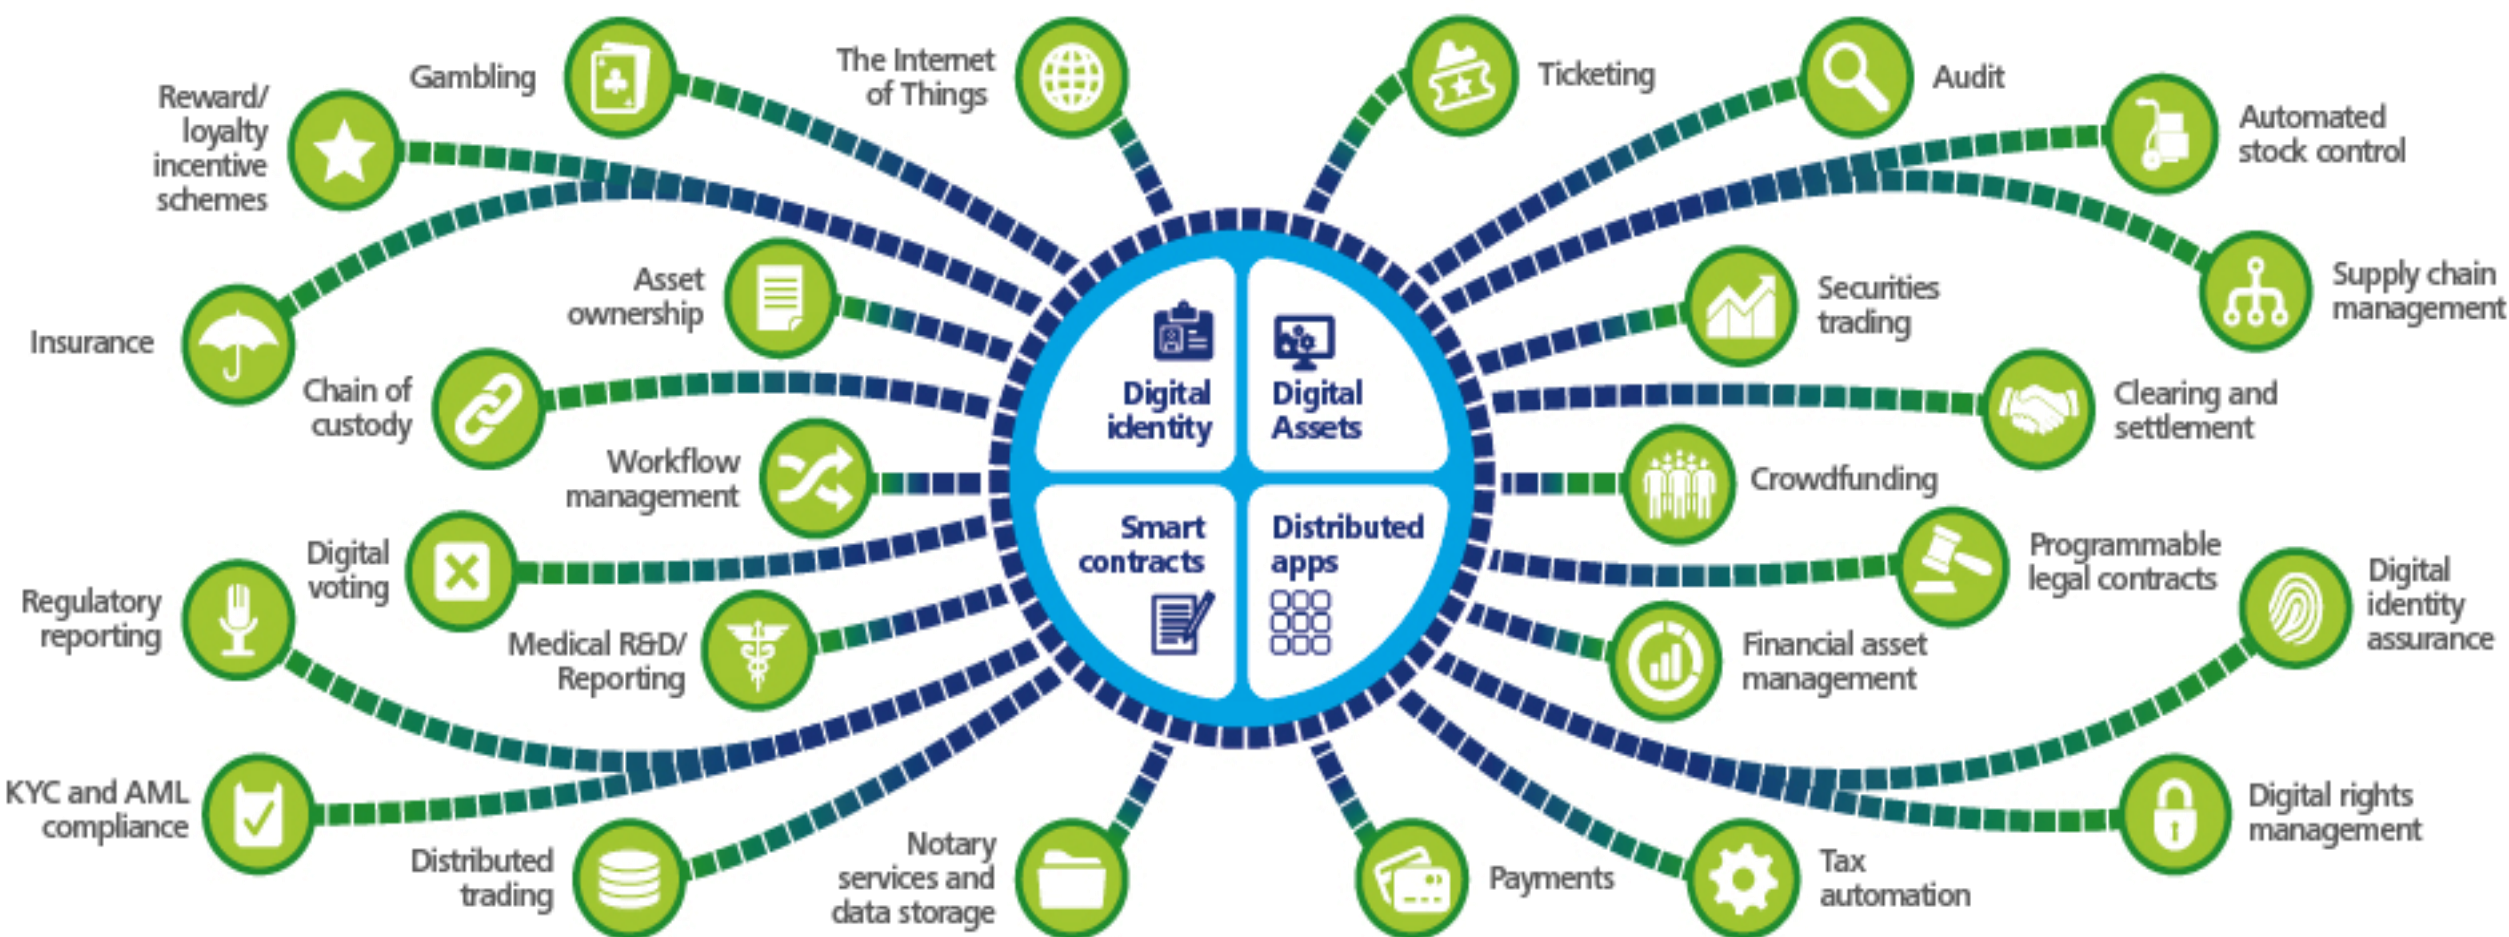 Gambling
The Internet
of Things
Ticketing
Audit
Reward/
loyalty
incentive
schemes
Automated
stock control
Asset
ownership
Securities
trading
Supply chain
management
Insurance
Chain of
custody
Clearing and
settlement
Digital
identity
Digital
Assets
Workflow
management
Crowdfunding
Smart
contracts
Distributed
apps
Digital
voting
Programmable
legal contracts
Digital
identity
assurance
Regulatory
reporting
Medical R&D/
Reporting
Financial asset
management
KYC and AML
compliance
Digital rights
management
Distributed
trading
Notary
services and
data storage
Payments
Tax
automation